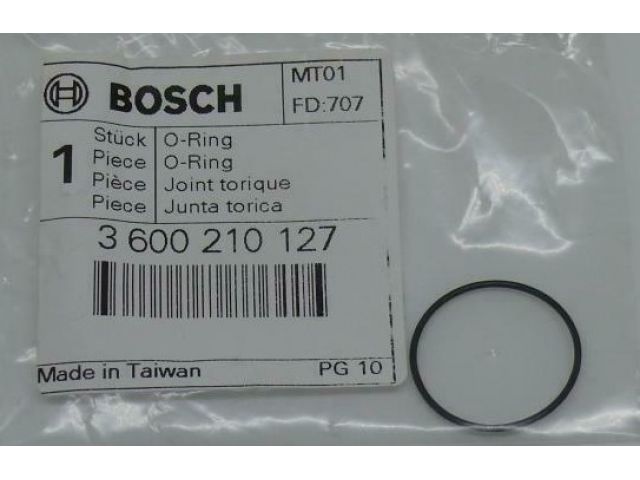 BOSCH
MT01
FD:707
1
Stück O-Ring
Piece O-Ring
Pièce Joint torique
Piece Junta torica
3 600 210 127
Made in Taiwan PG 10